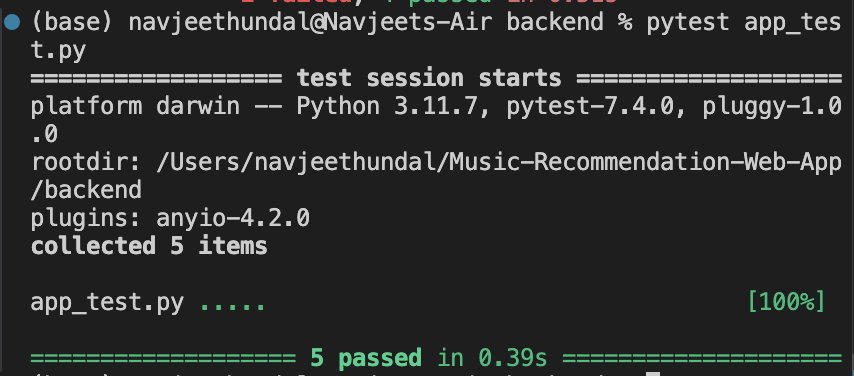 (base) navjeethundal@Navjeets-Air backend % pytest app_tes
t.py
=================== test session starts ===================
platform darwin -- Python 3.11.7, pytest-7.4.0, pluggy-1.0
.0
rootdir: /Users/navjeethundal/Music-Recommendation-Web-App
/backend
plugins: anyio-4.2.0
collected 5 items
app_test.py ..... [100%]
==================== 5 passed in 0.39s ====================